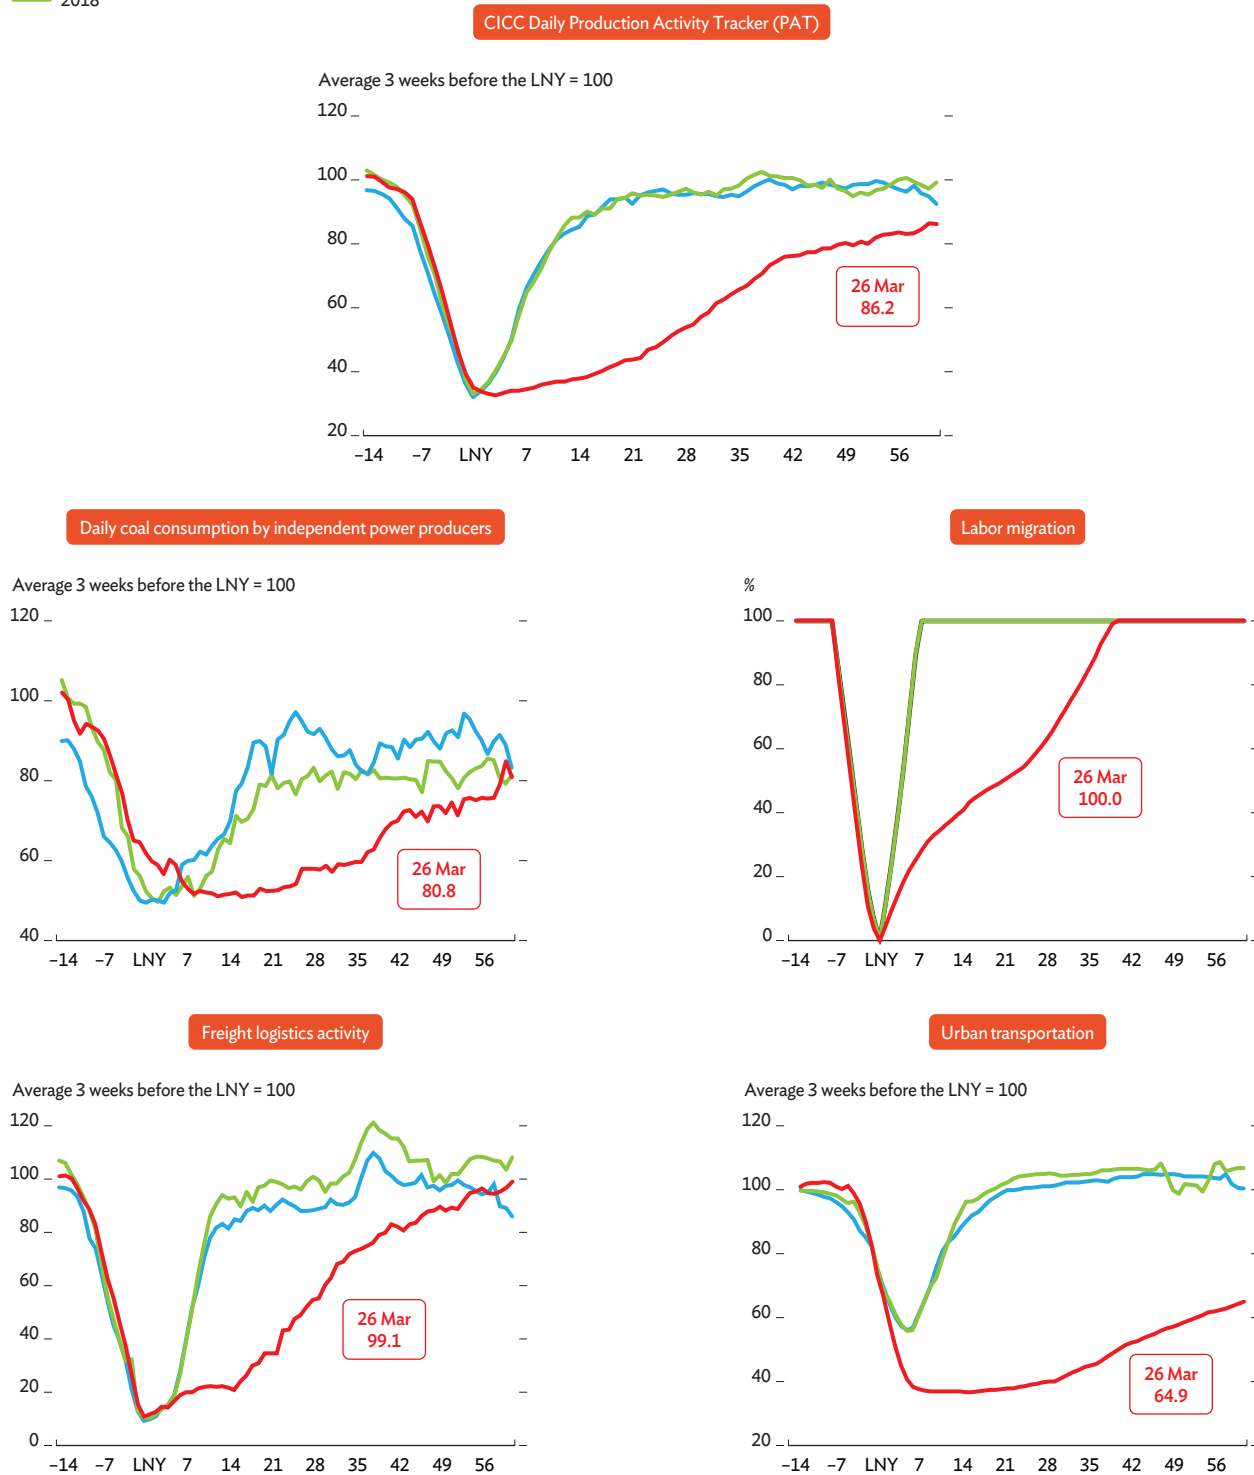 2018
CICC Daily Production Activity Tracker (PAT)
Average 3 weeks before the LNY = 100
120
100
80
60
40
20
–14 –7 LNY 7 14 21 28 35 42 49 56
26 Mar
86.2
Daily coal consumption by independent power producers
Average 3 weeks before the LNY = 100
120
100
80
60
40
–14 –7 LNY 7 14 21 28 35 42 49 56
26 Mar
80.8
Labor migration
%
100
80
60
40
20
0
–14 –7 LNY 7 14 21 28 35 42 49 56
26 Mar
100.0
Freight logistics activity
Average 3 weeks before the LNY = 100
120
100
80
60
40
20
0
–14 –7 LNY 7 14 21 28 35 42 49 56
26 Mar
99.1
Urban transportation
Average 3 weeks before the LNY = 100
120
100
80
60
40
20
–14 –7 LNY 7 14 21 28 35 42 49 56
26 Mar
64.9